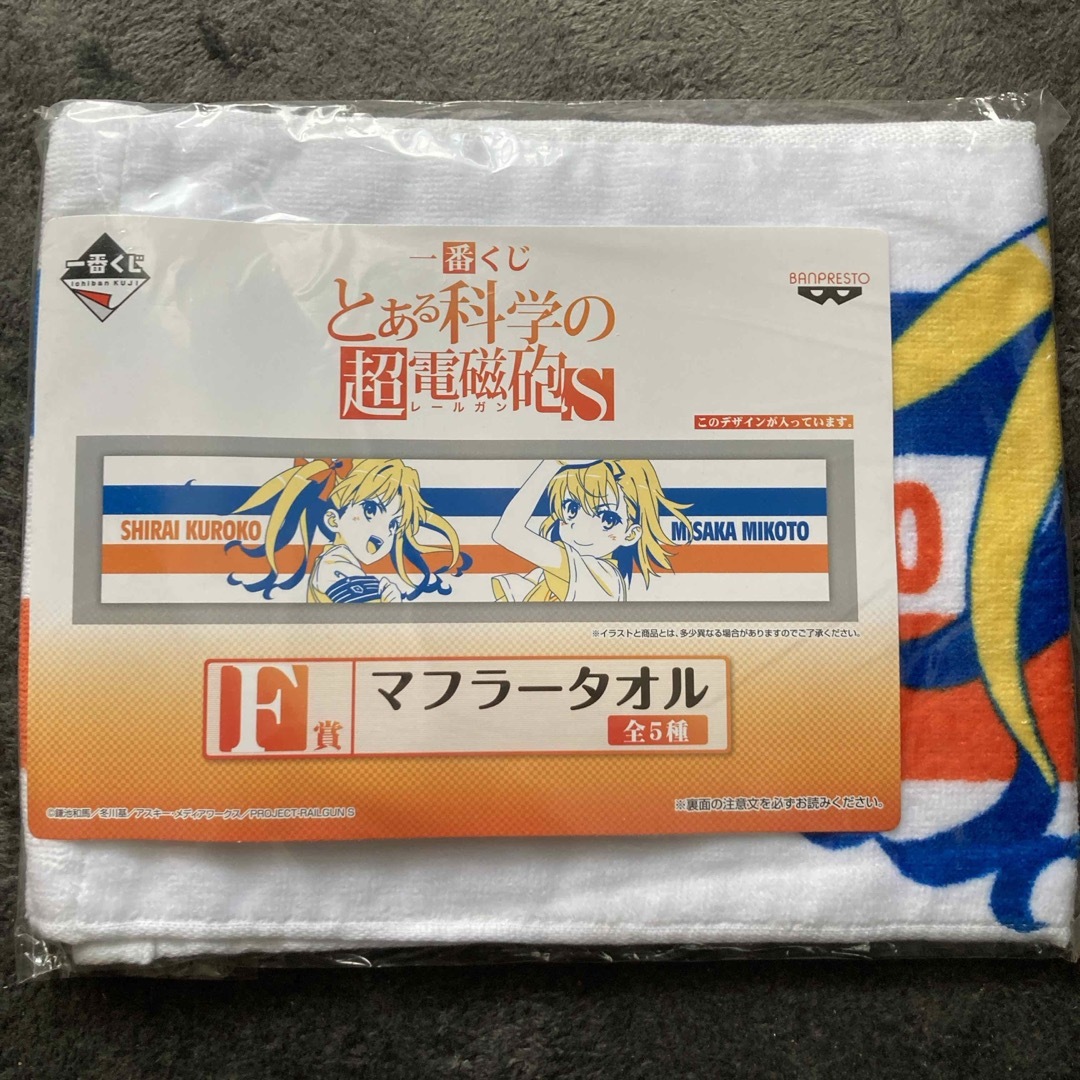 一番くじ
Ichiban KUJI
一番くじ
とある科学の
超電磁砲S
レールガン
BANPRESTO
このデザインが入っています。
SHIRAI KUROKO
MISAKA MIKOTO
※イラストと商品とは、多少異なる場合がありますのでご了承ください。
F賞
マフラータオル
全5種
©鎌池和馬/冬川基/アスキー・メディアワークス/PROJECT-RAILGUN S
※裏面の注意文を必ずお読みください。
O